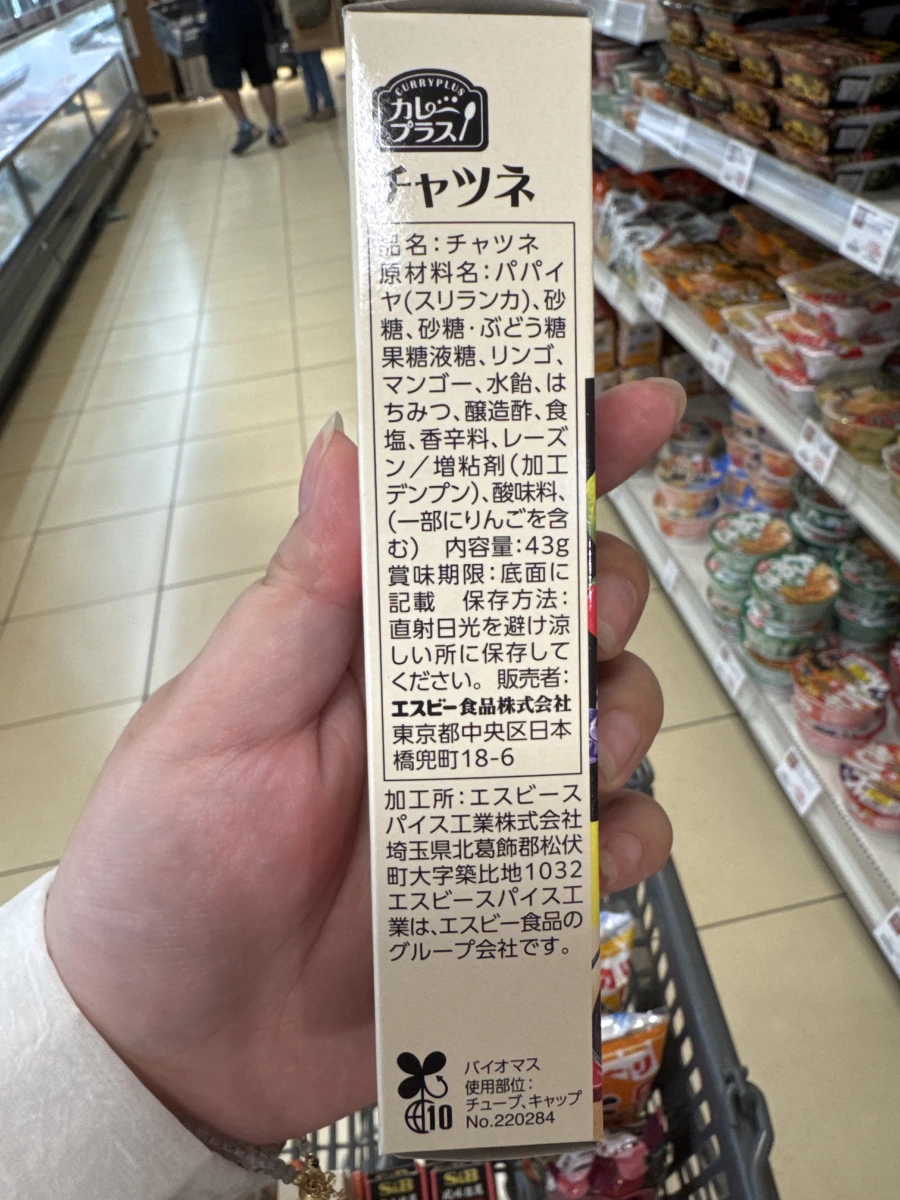 CURRYPLUS
カレー
プラス!
チャツネ
品名:チャツネ
原材料名:パパイ
ヤ(スリランカ)、砂
糖、砂糖・ぶどう糖
果糖液糖、リンゴ、
マンゴー、水飴、は
ちみつ、醸造酢、食
塩、香辛料、レーズ
ン/増粘剤(加工
デンプン)、酸味料、
(一部にりんごを含
む) 内容量:43g
賞味期限:底面に
記載 保存方法:
直射日光を避け涼
しい所に保存して
ください。 販売者:
エスビー食品株式会社
東京都中央区日本
橋兜町18-6
加工所:エスビース
パイス工業株式会社
埼玉県北葛飾郡松伏
町大字築比地1032
エスビースパイス工
業は、エスビー食品の
グループ会社です。
10
バイオマス
使用部位:
チューブ、キャップ
No.220284
S&B
S&B